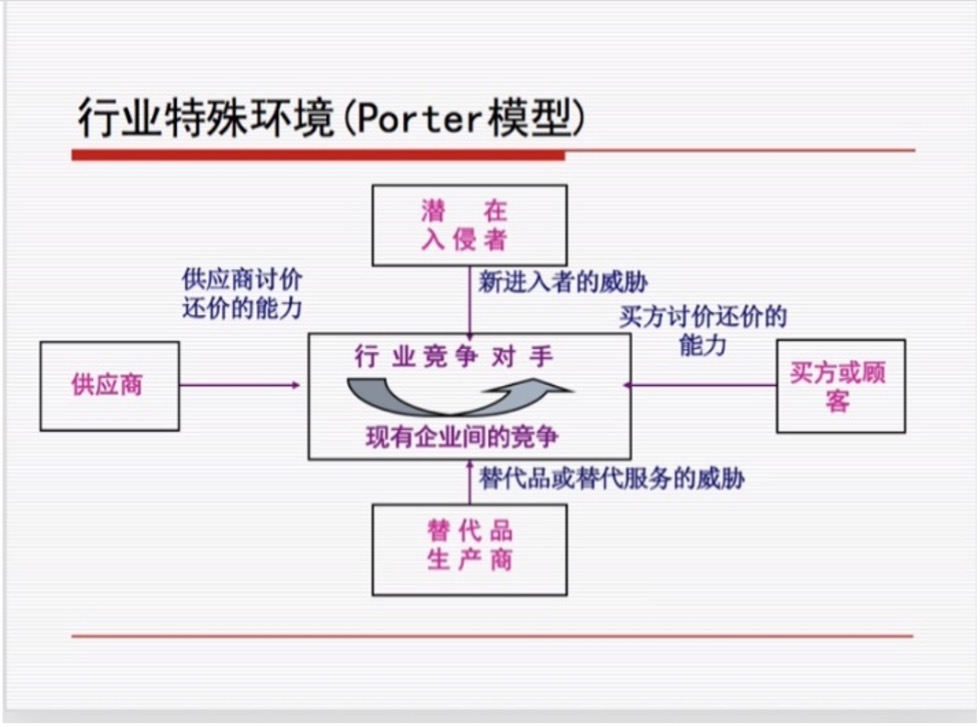 行业特殊环境(Porter模型)
潜 在
入侵者
供应商讨价
还价的能力
新进入者的威胁
买方讨价还价的
能力
供应商
行业竞争对手
现有企业间的竞争
买方或顾
客
替代品或替代服务的威胁
替代品
生产商